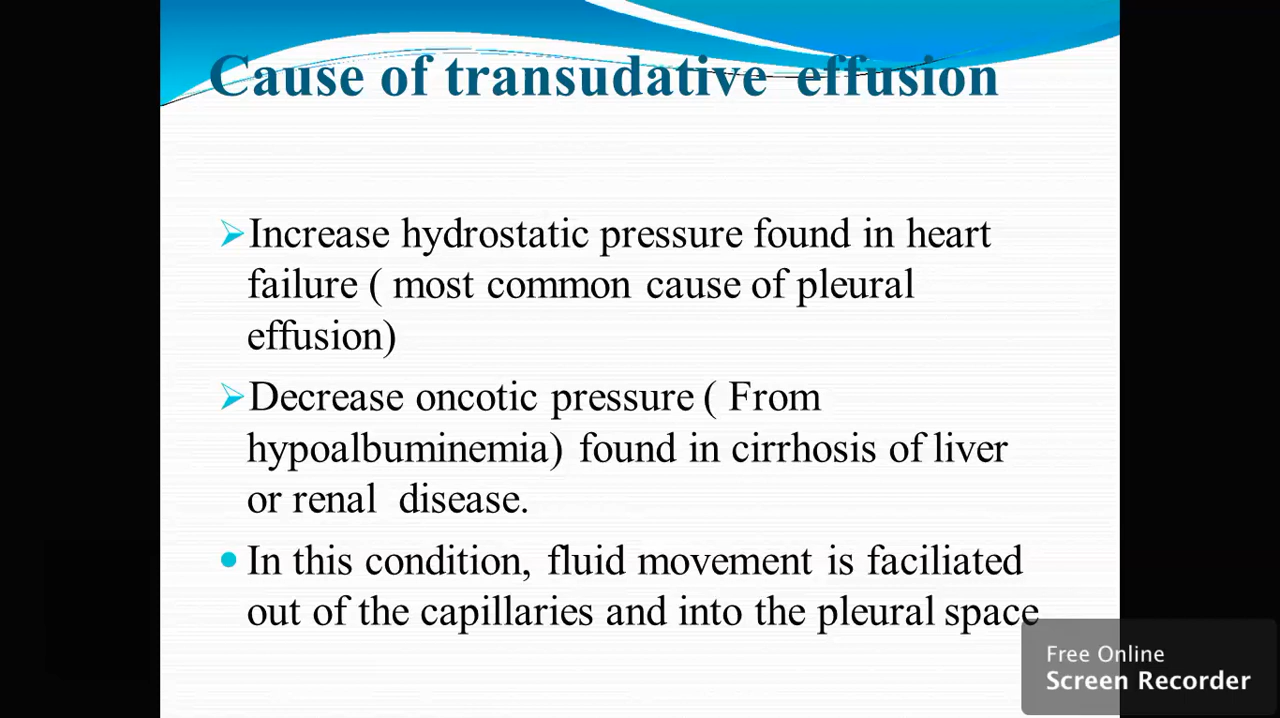 Cause of transudative effusion
Increase hydrostatic pressure found in heart
failure ( most common cause of pleural
effusion)
Decrease oncotic pressure ( From
hypoalbuminemia) found in cirrhosis of liver
or renal disease.
In this condition, fluid movement is faciliated
out of the capillaries and into the pleural space
Free Online
Screen Recorder